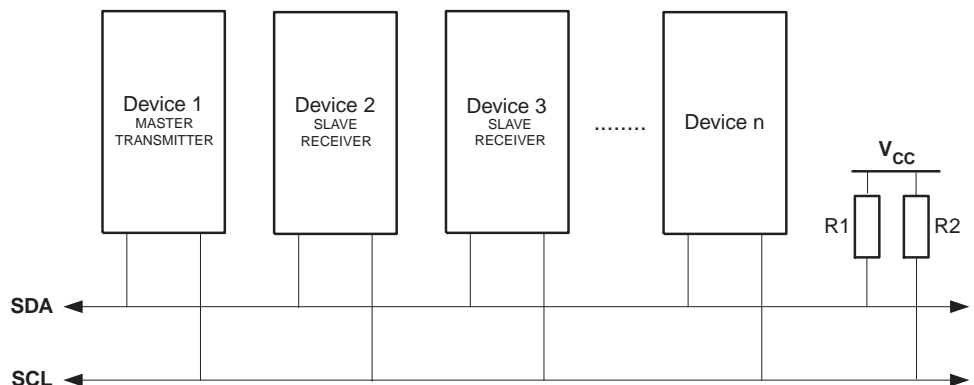 Device 1
MASTER
TRANSMITTER
Device 2
SLAVE
RECEIVER
Device 3
SLAVE
RECEIVER
........
Device n
VCC
R1
R2
SDA
SCL